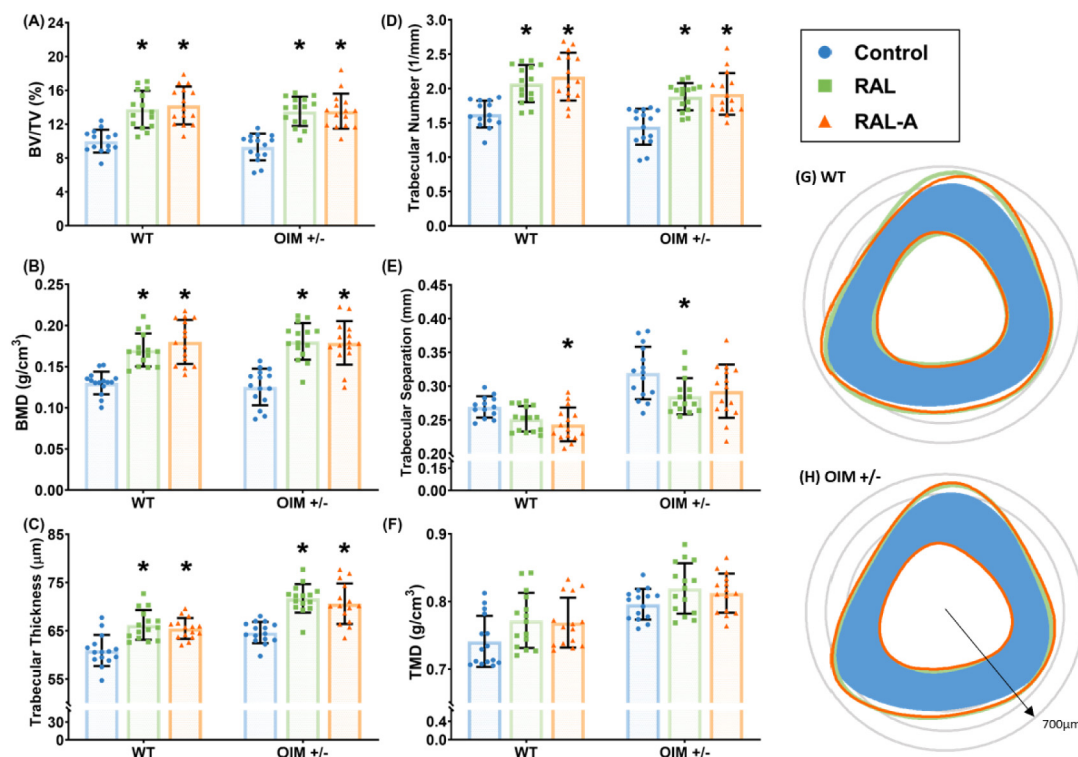 (A)
BV/TV (%)
24
20
16
12
8
4
0
* * * *
WT OIM +/-
(B)
BMD (g/cm³)
0.25
0.20
0.15
0.10
0.05
0.00
* * * *
WT OIM +/-
(C)
Trabecular Thickness (μm)
85
75
65
55
30
0
* * * *
WT OIM +/-
(D)
Trabecular Number (1/mm)
3.0
2.5
2.0
1.5
1.0
0.5
0.0
* * * *
WT OIM +/-
(E)
Trabecular Separation (mm)
0.45
0.40
0.35
0.30
0.25
0.20
0.15
0.00
* *
WT OIM +/-
(F)
TMD (g/cm³)
0.9
0.8
0.7
0.4
0.0
WT OIM +/-
Control
RAL
RAL-A
(G) WT
(H) OIM +/-
700μm